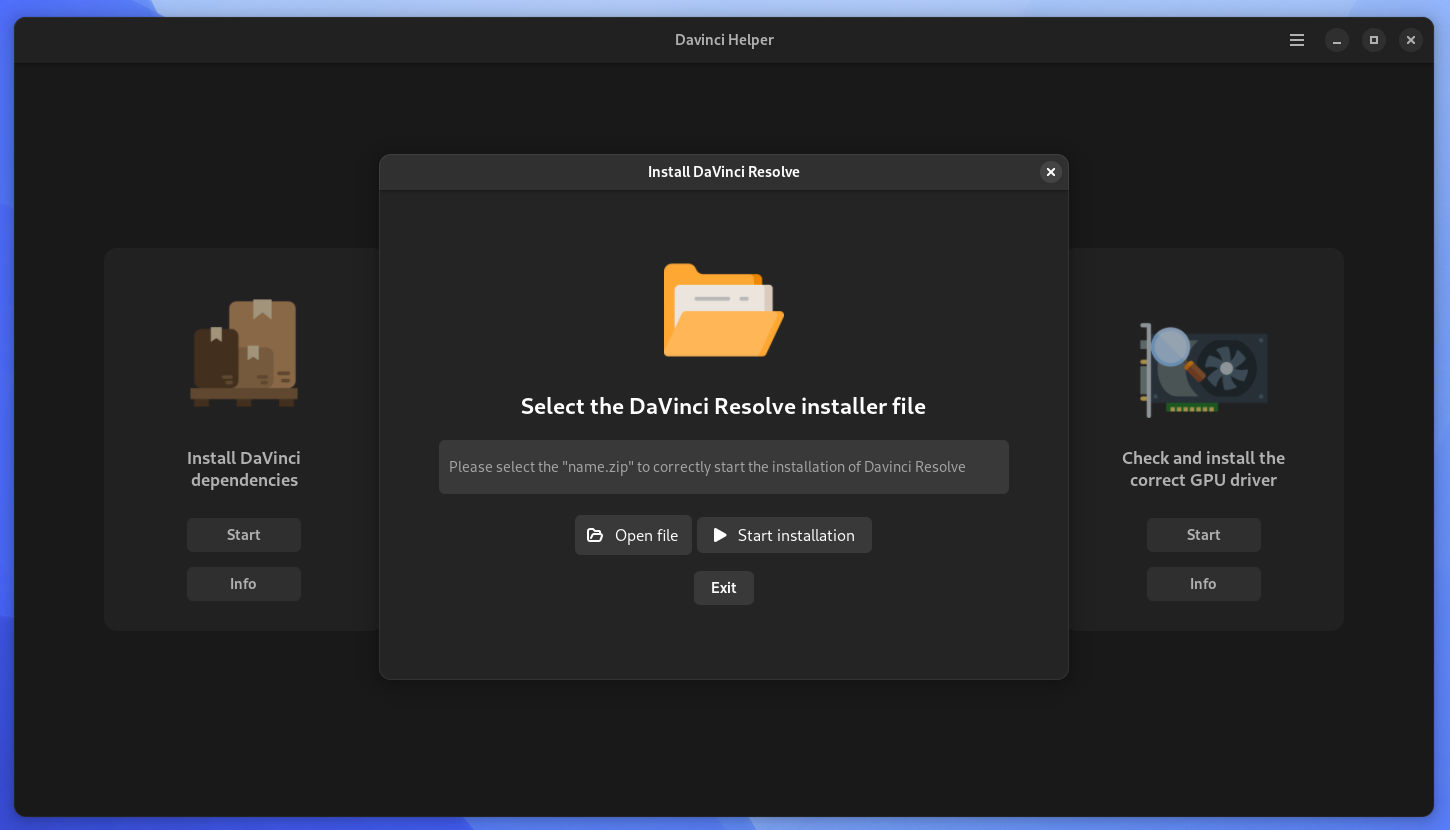 Davinci Helper
Install DaVinci Resolve
Select the DaVinci Resolve installer file
Please select the "name.zip" to correctly start the installation of Davinci Resolve
Open file
Start installation
Exit
Install DaVinci
dependencies
Start
Info
Check and install the
correct GPU driver
Start
Info